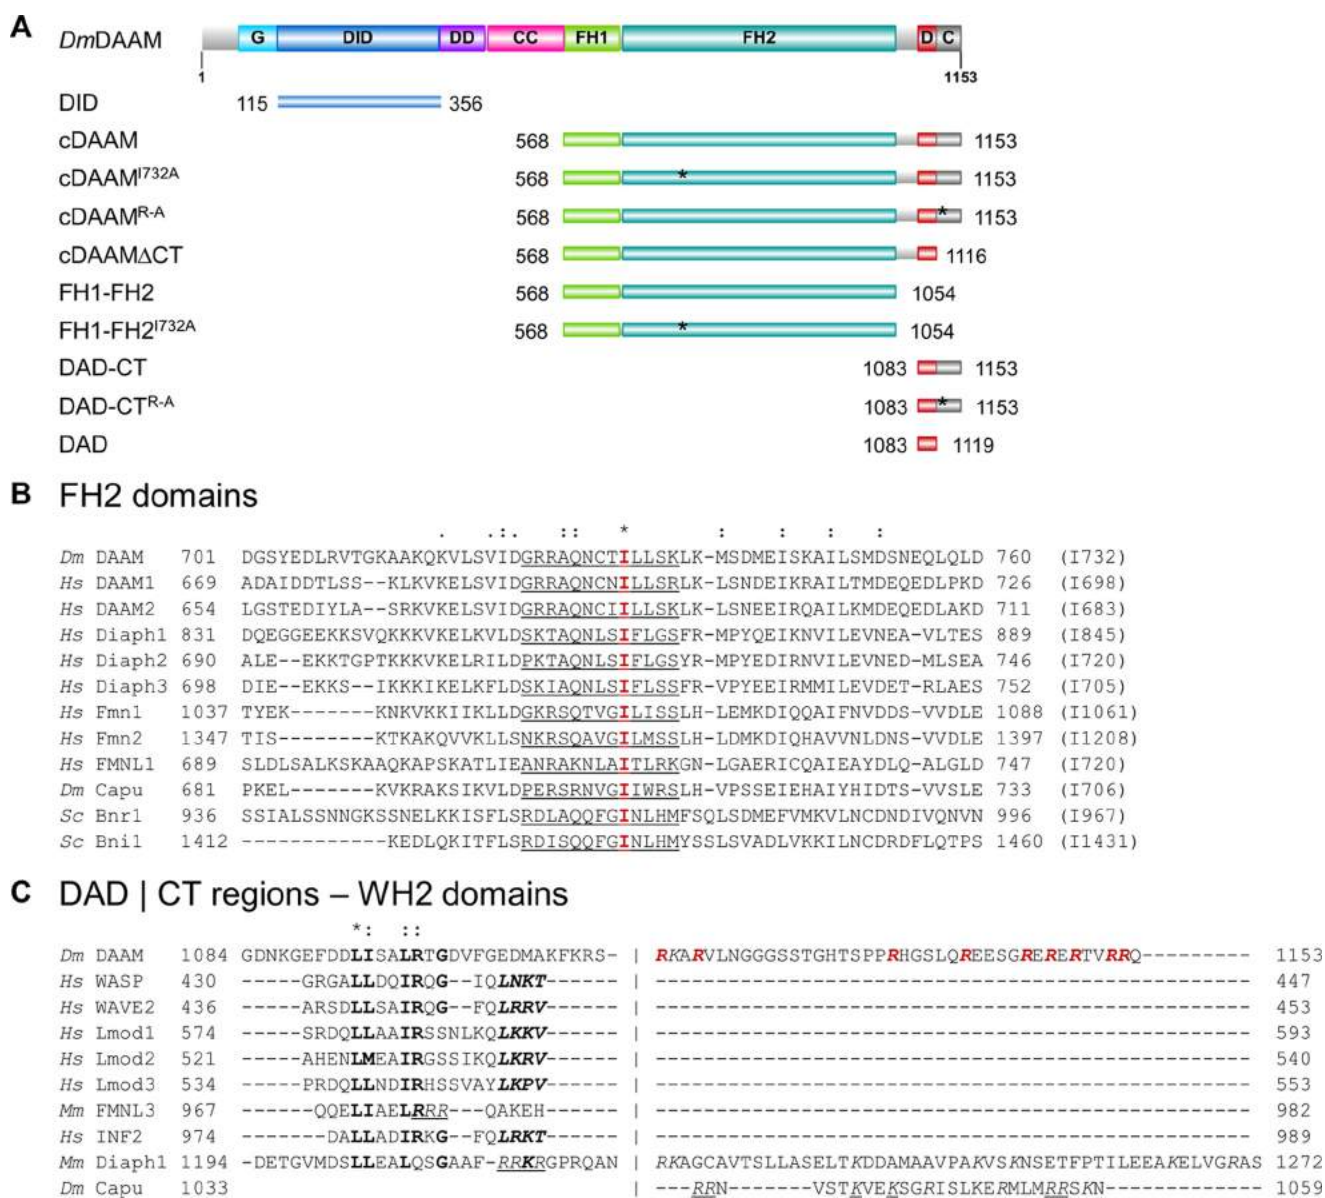 A
DmDAAM G DID DD CC FH1 FH2 D C
1 1153
DID 115 356
cDAAM 568 1153
cDAAMI732A 568 * 1153
cDAAMR-A 568 * 1153
cDAAMΔCT 568 1116
FH1-FH2 568 1054
FH1-FH2I732A 568 * 1054
DAD-CT 1083 1153
DAD-CTR-A 1083 * 1153
DAD 1083 1119
B FH2 domains
. .:. :: * : : : :
Dm DAAM 701 DGSYEDLRVTGKAAKQKVLSVIDGRRAQNCTILLSKLK-MSDMEISKAILSMDSNEQLQLD 760 (I732)
Hs DAAM1 669 ADAIDDTLSS--KLKVKELSVIDGRRAQNCNILLSRLK-LSNDEIKRAILTMDEQEDLPKD 726 (I698)
Hs DAAM2 654 LGSTEDIYLA--SRKVKELSVIDGRRAQNCIILLSKLK-LSNEEIRQAILKMDEQEDLAKD 711 (I683)
Hs Diaph1 831 DQEGGEEKKSVQKKKVKELKVLDSKTAQNLSIFLGSFR-MPYQEIKNVILEVNEA-VLTES 889 (I845)
Hs Diaph2 690 ALE--EKKTGPTKKKVKELRILDPKTAQNLSIFLGSYR-MPYEDIRNVILEVNED-MLSEA 746 (I720)
Hs Diaph3 698 DIE--EKKS-IKKKIKELKFLDSKIAQNLSIFLSSFR-VPYEEIRMMILEVDET-RLAES 752 (I705)
Hs Fmn1 1037 TYEK-------KNKVKKIIKLLDGKRSQTVGILISSLH-LEMKDIQQAIFNVDDS-VVDLE 1088 (I1061)
Hs Fmn2 1347 TIS--------KTKAKQVVKLLSNKRSQAVGILMSSLH-LDMKDIQHAVVNLDNS-VVDLE 1397 (I1208)
Hs FMNL1 689 SLDLSALKSKAAQKAPSKATLIEANRAKNLAITLRKGN-LGAERICQAIEAYDLQ-ALGLD 747 (I720)
Dm Capu 681 PKEL-------KVKRAKSIKVLDPERSRNVGIIWRSLH-VPSSEIEHAIYHIDTS-VVSLE 733 (I706)
Sc Bnr1 936 SSIALSSNNGKSSNELKKISFLSRDLAQQFGINLHMFSQLSDMEFVMKVLNCDNDIVQNVN 996 (I967)
Sc Bni1 1412 ------------KEDLQKITFLSRDISQQFGINLHMYSSLSVADLVKKILNCDRDFLQTPS 1460 (I1431)
C DAD | CT regions – WH2 domains
*: ::
Dm DAAM 1084 GDNKGEFDDLISALRTGDVFGEDMAKFKRS- | RKARVLNGGGSSTGHTSPPRHGSLQREESGRERERTVRRQ---------- 1153
Hs WASP 430 -----GRGALLDQIRQG--IQLNKT------ | -------------------------------------------------- 447
Hs WAVE2 436 -----ARSDLLSAIRQG--FQLRRV------ | -------------------------------------------------- 453
Hs Lmod1 574 -----SRDQLLAAIRSSNLKQLKKV------ | -------------------------------------------------- 593
Hs Lmod2 521 -----AHENLMEAIRGSSIKQLKRV------ | -------------------------------------------------- 540
Hs Lmod3 534 -----PRDQLLNDIRHSSVAYLKPV------ | -------------------------------------------------- 553
Mm FMNL3 967 ------QQELIAELRRR---QAKEH------ | -------------------------------------------------- 982
Hs INF2 974 -------DALLADIRKG--FQLRKT------ | -------------------------------------------------- 989
Mm Diaph1 1194 -DETGVMDSLLEALQSGAAF-RRKRGPRQAN | RKAGCAVTSLLASELTKDDAMAAVPAKVSKNSETFPTILEEAKELVGRAS 1272
Dm Capu 1033 ---RRN-------VSTKVEKSGRISLKERMLMRRSKN------------- 1059